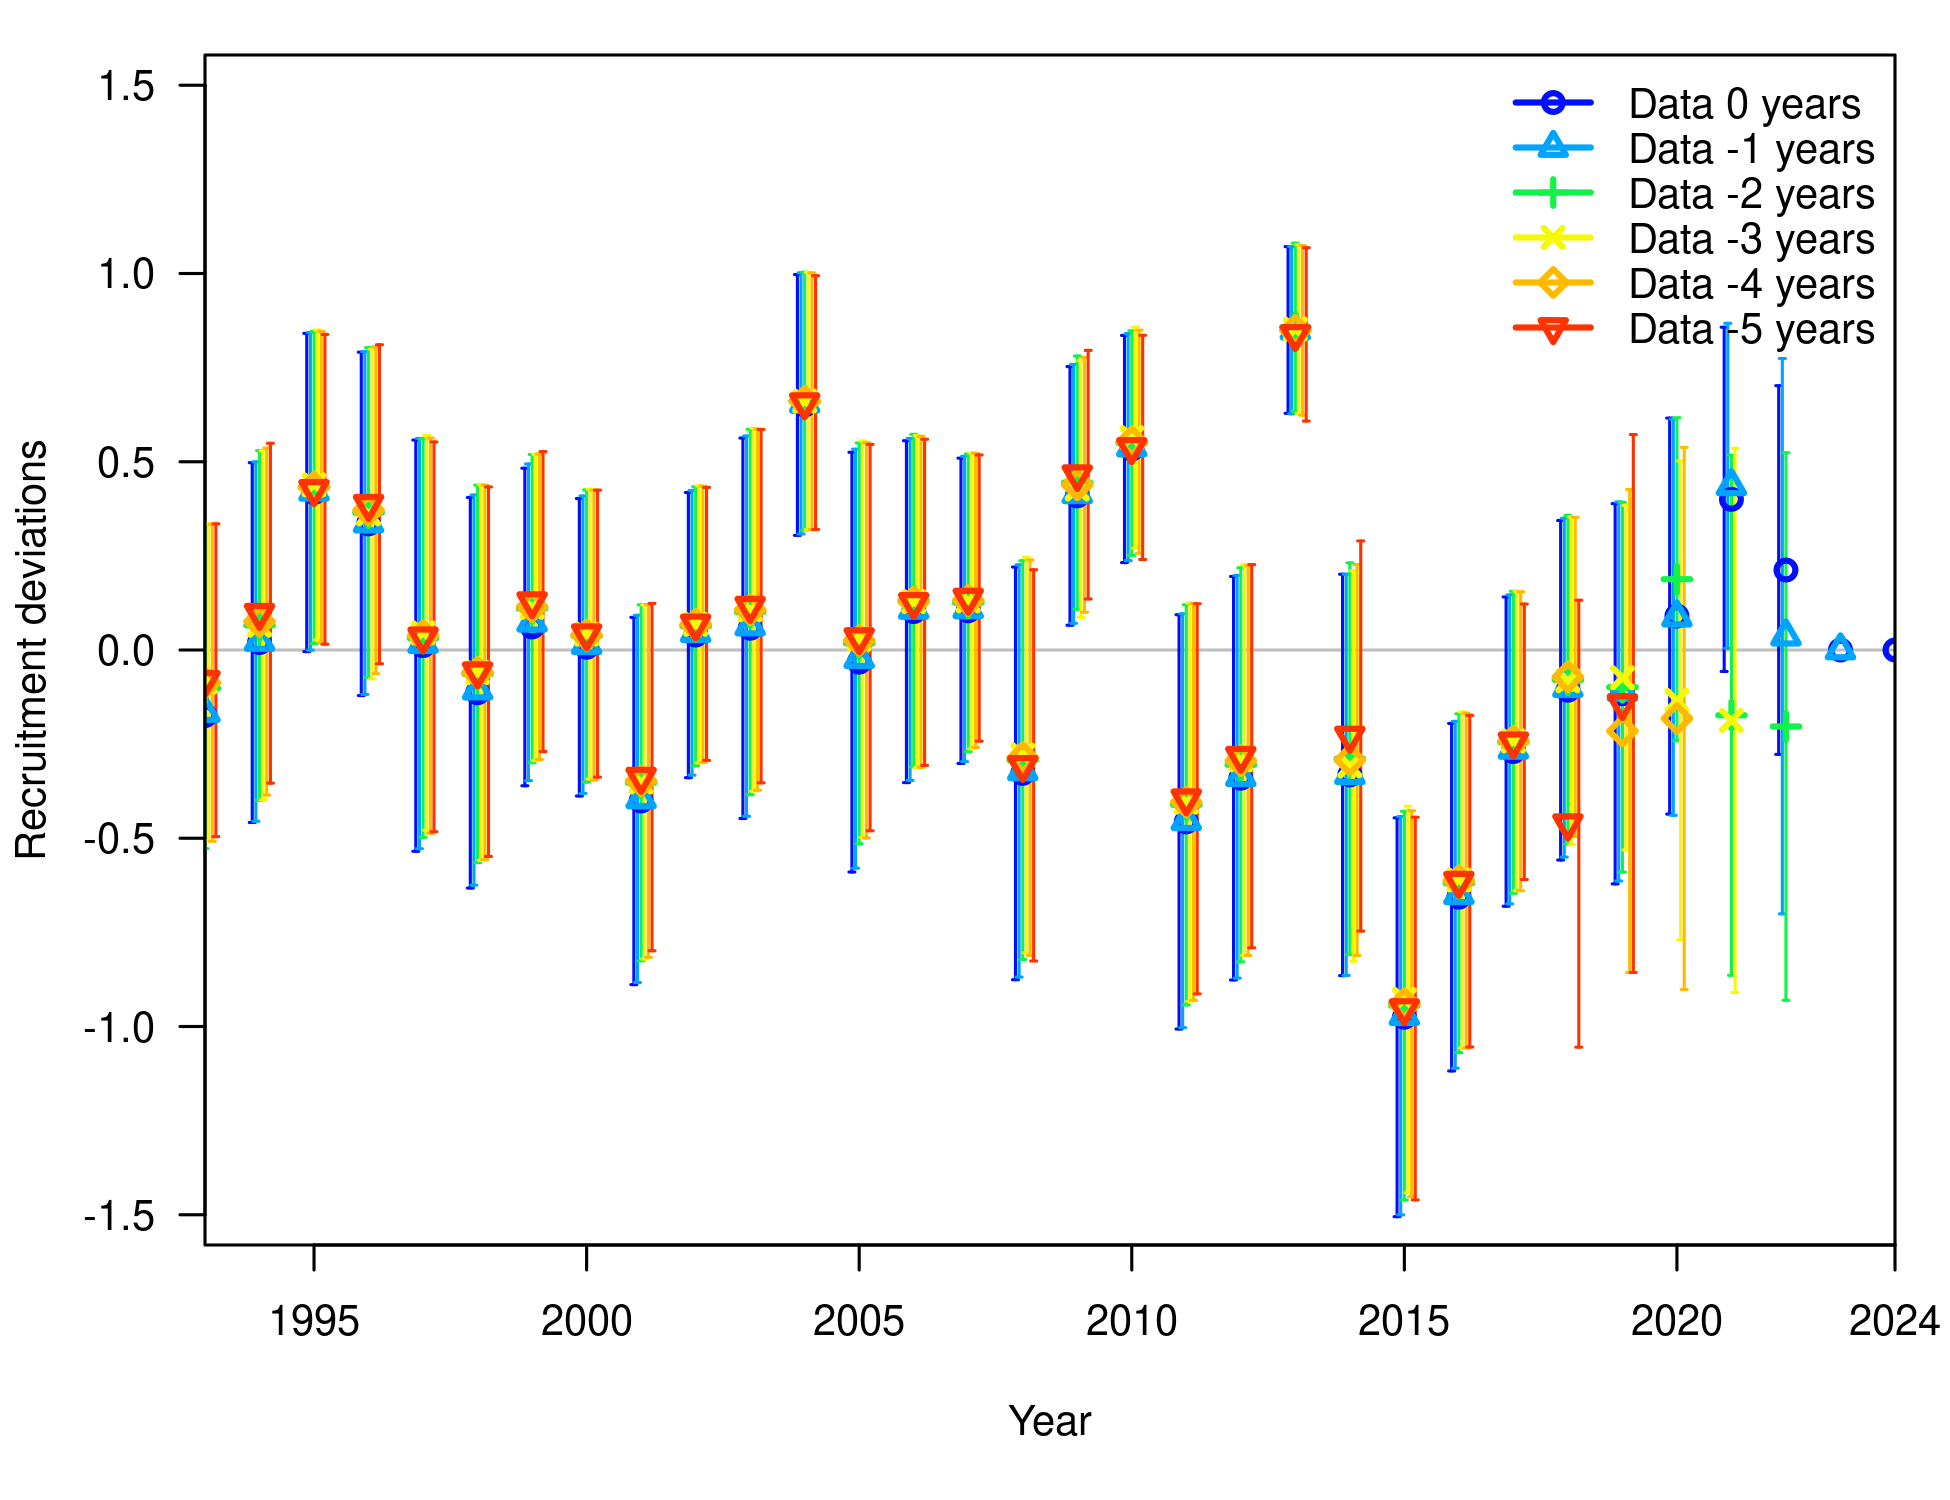 1.5
1.0
0.5
0.0
-0.5
-1.0
-1.5
Recruitment deviations
Data 0 years
Data -1 years
Data -2 years
Data -3 years
Data -4 years
Data -5 years
1995 2000 2005 2010 2015 2020 2024
Year